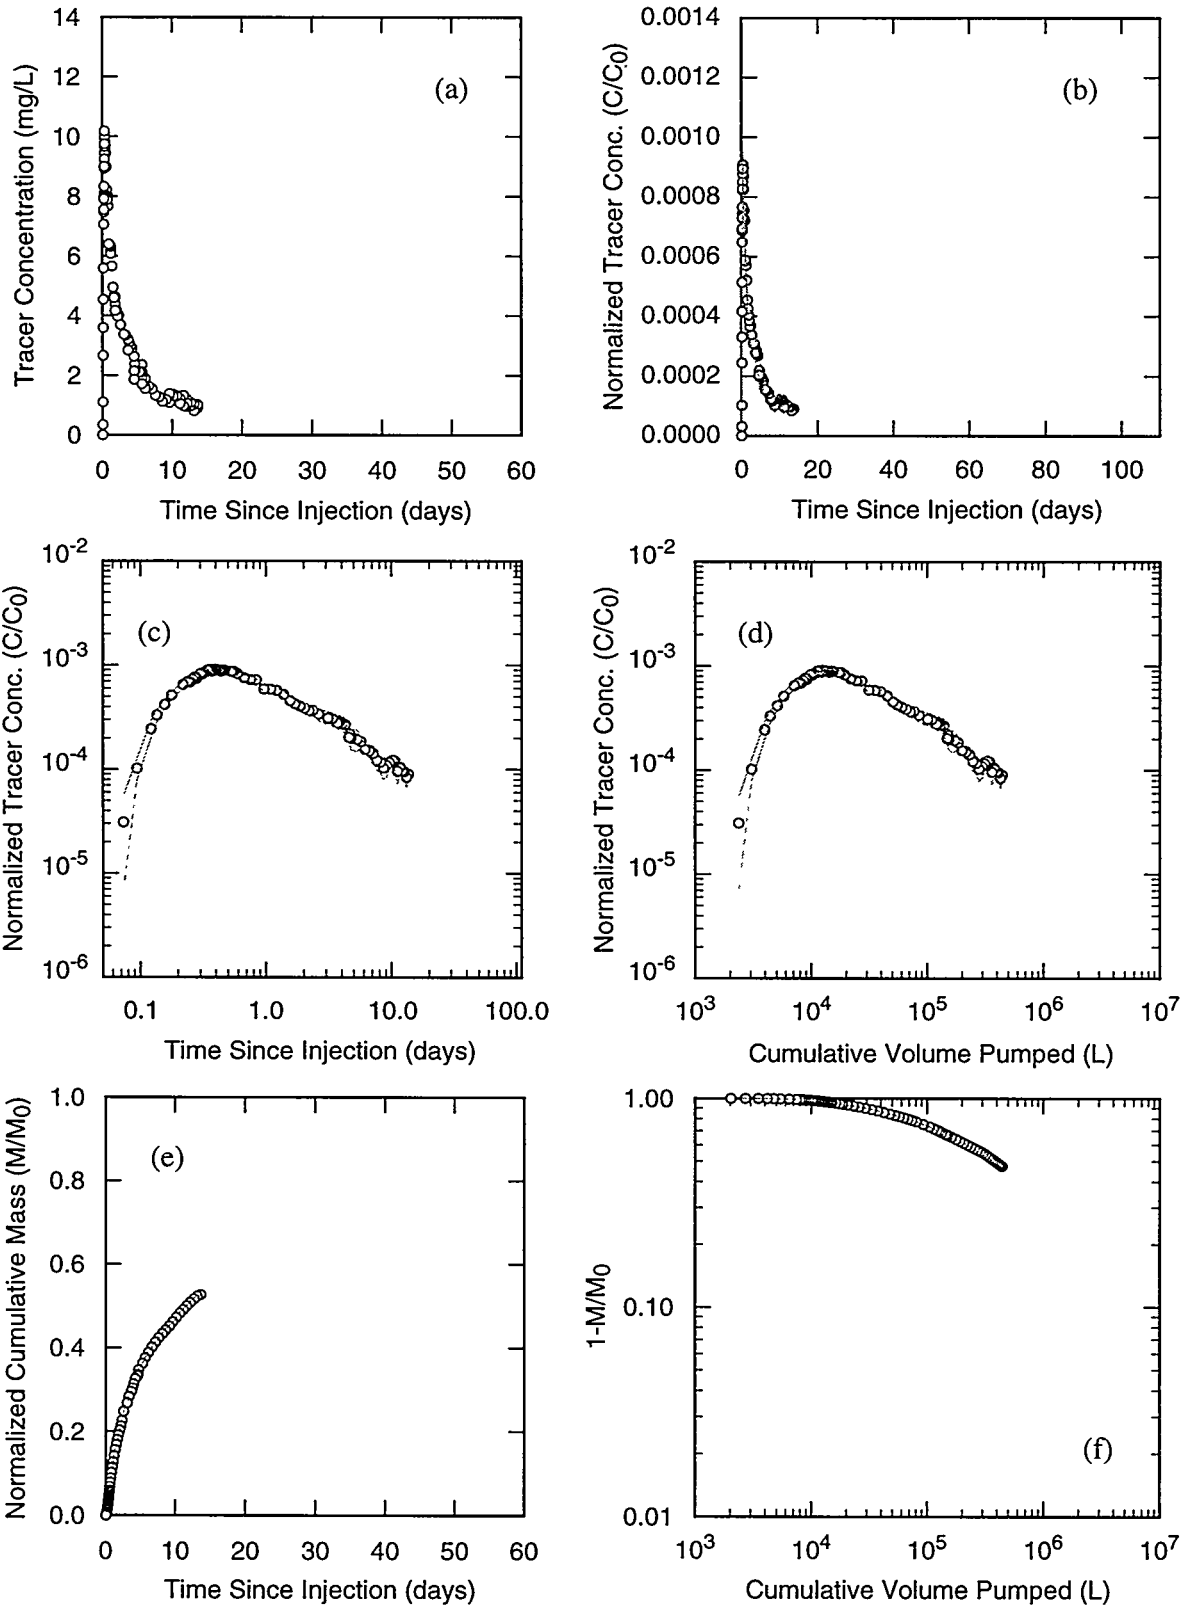 14
12
10
8
6
4
2
0
Tracer Concentration (mg/L)
(a)
0 10 20 30 40 50 60
Time Since Injection (days)
0.0014
0.0012
0.0010
0.0008
0.0006
0.0004
0.0002
0.0000
Normalized Tracer Conc. (C/C0)
(b)
0 20 40 60 80 100
Time Since Injection (days)
10-2
10-3
10-4
10-5
10-6
Normalized Tracer Conc. (C/C0)
(c)
0.1 1.0 10.0 100.0
Time Since Injection (days)
10-2
10-3
10-4
10-5
10-6
Normalized Tracer Conc. (C/C0)
(d)
103 104 105 106 107
Cumulative Volume Pumped (L)
1.0
0.8
0.6
0.4
0.2
0.0
Normalized Cumulative Mass (M/M0)
(e)
0 10 20 30 40 50 60
Time Since Injection (days)
1.00
0.10
0.01
1-M/M0
(f)
103 104 105 106 107
Cumulative Volume Pumped (L)